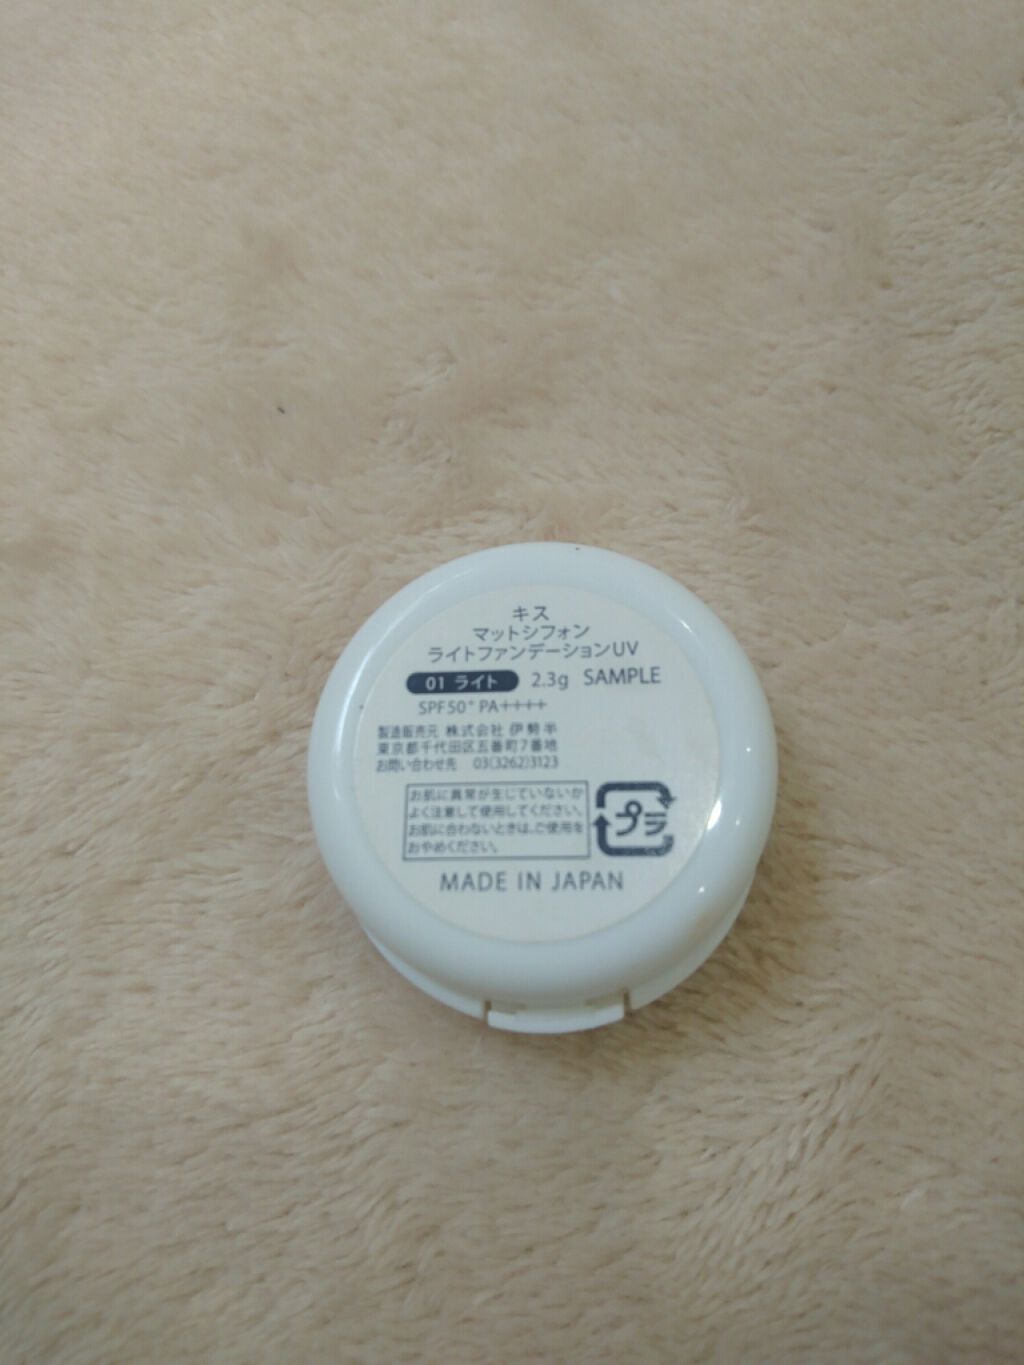 キス
マットシフォン
ライトファンデーションUV
01 ライト 2.3g SAMPLE
SPF50+ PA++++
製造販売元 株式会社 伊勢半
東京都千代田区五番町7番地
お問い合わせ先 03(3262)3123
お肌に異常が生じていないか
よく注意して使用してください。
お肌に合わないときは、ご使用を
おやめください。
プラ
MADE IN JAPAN